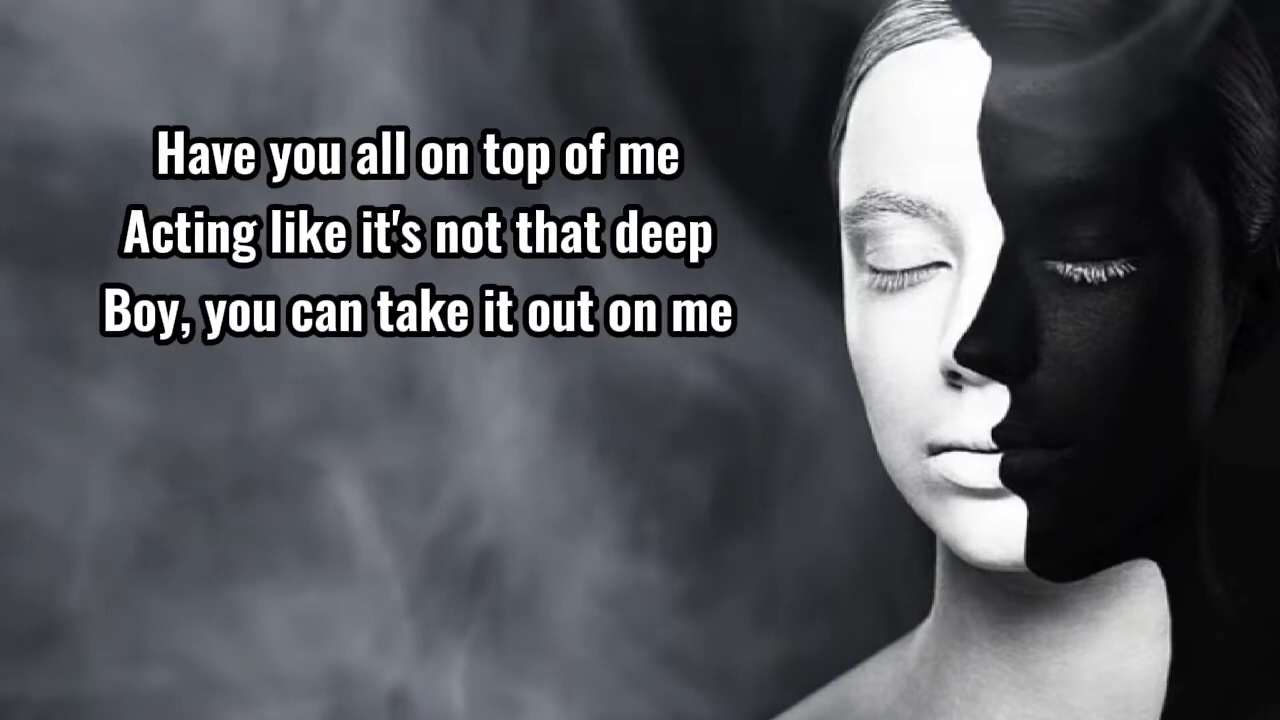 Have you all on top of me
Acting like it's not that deep
Boy, you can take it out on me